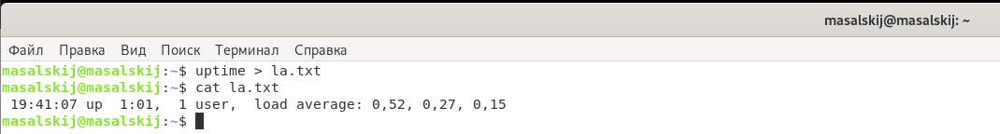 masalskij@masalskij: ~
Файл Правка Вид Поиск Терминал Справка
masalskij@masalskij:~$ uptime > la.txt
masalskij@masalskij:~$ cat la.txt
 19:41:07 up  1:01,  1 user,  load average: 0,52, 0,27, 0,15
masalskij@masalskij:~$